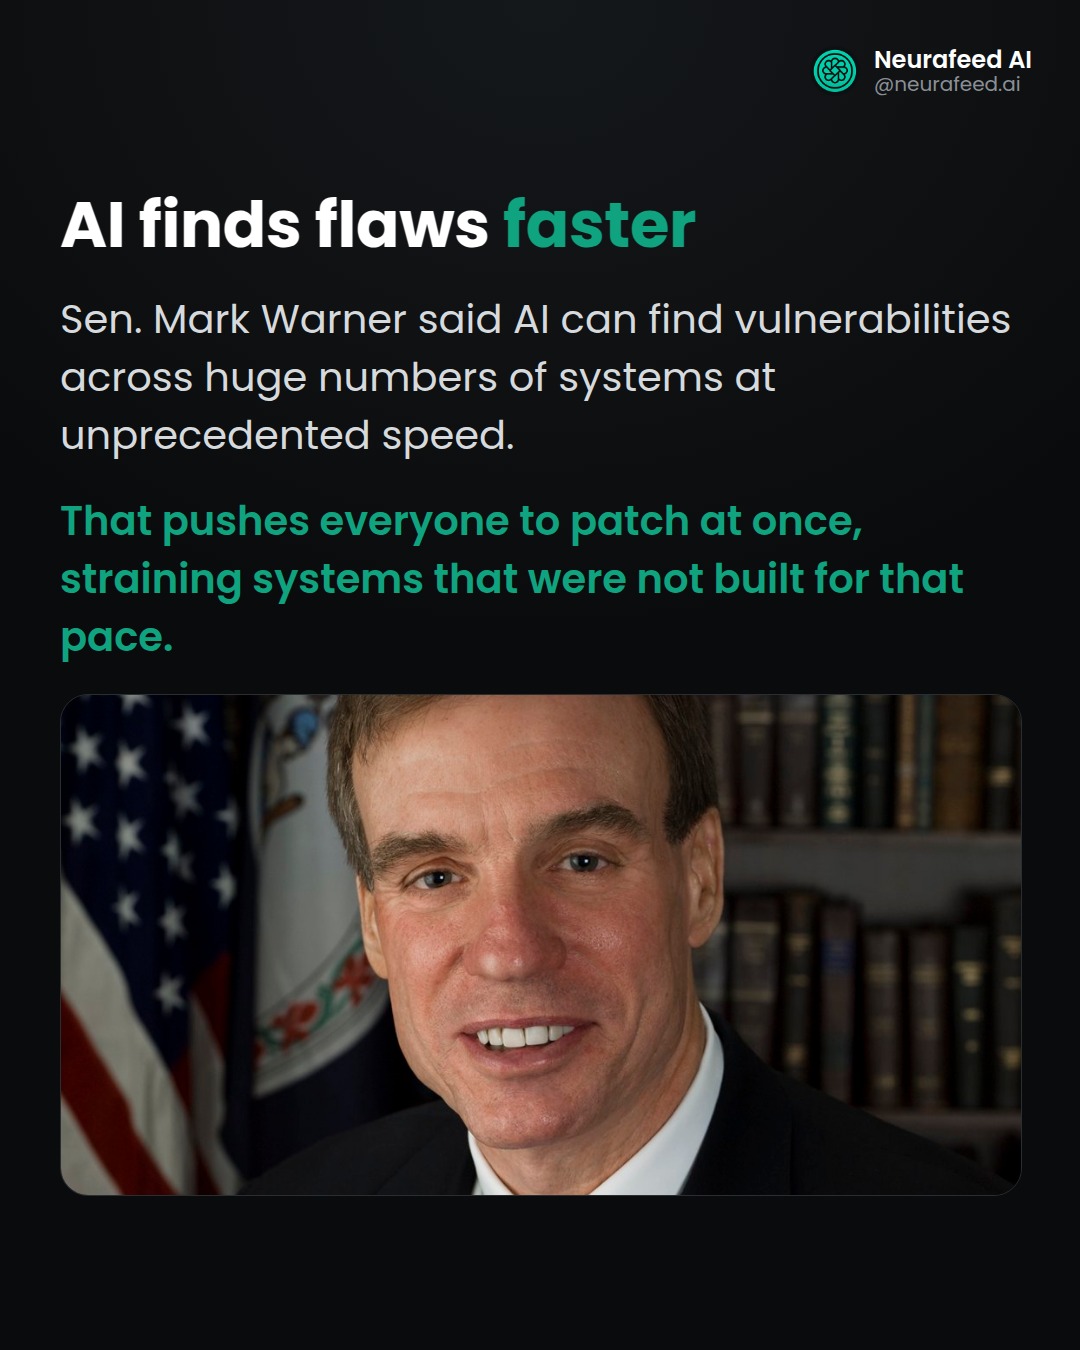 Neurafeed AI
@neurafeed.ai
AI finds flaws faster
Sen. Mark Warner said AI can find vulnerabilities
across huge numbers of systems at
unprecedented speed.
That pushes everyone to patch at once,
straining systems that were not built for that
pace.